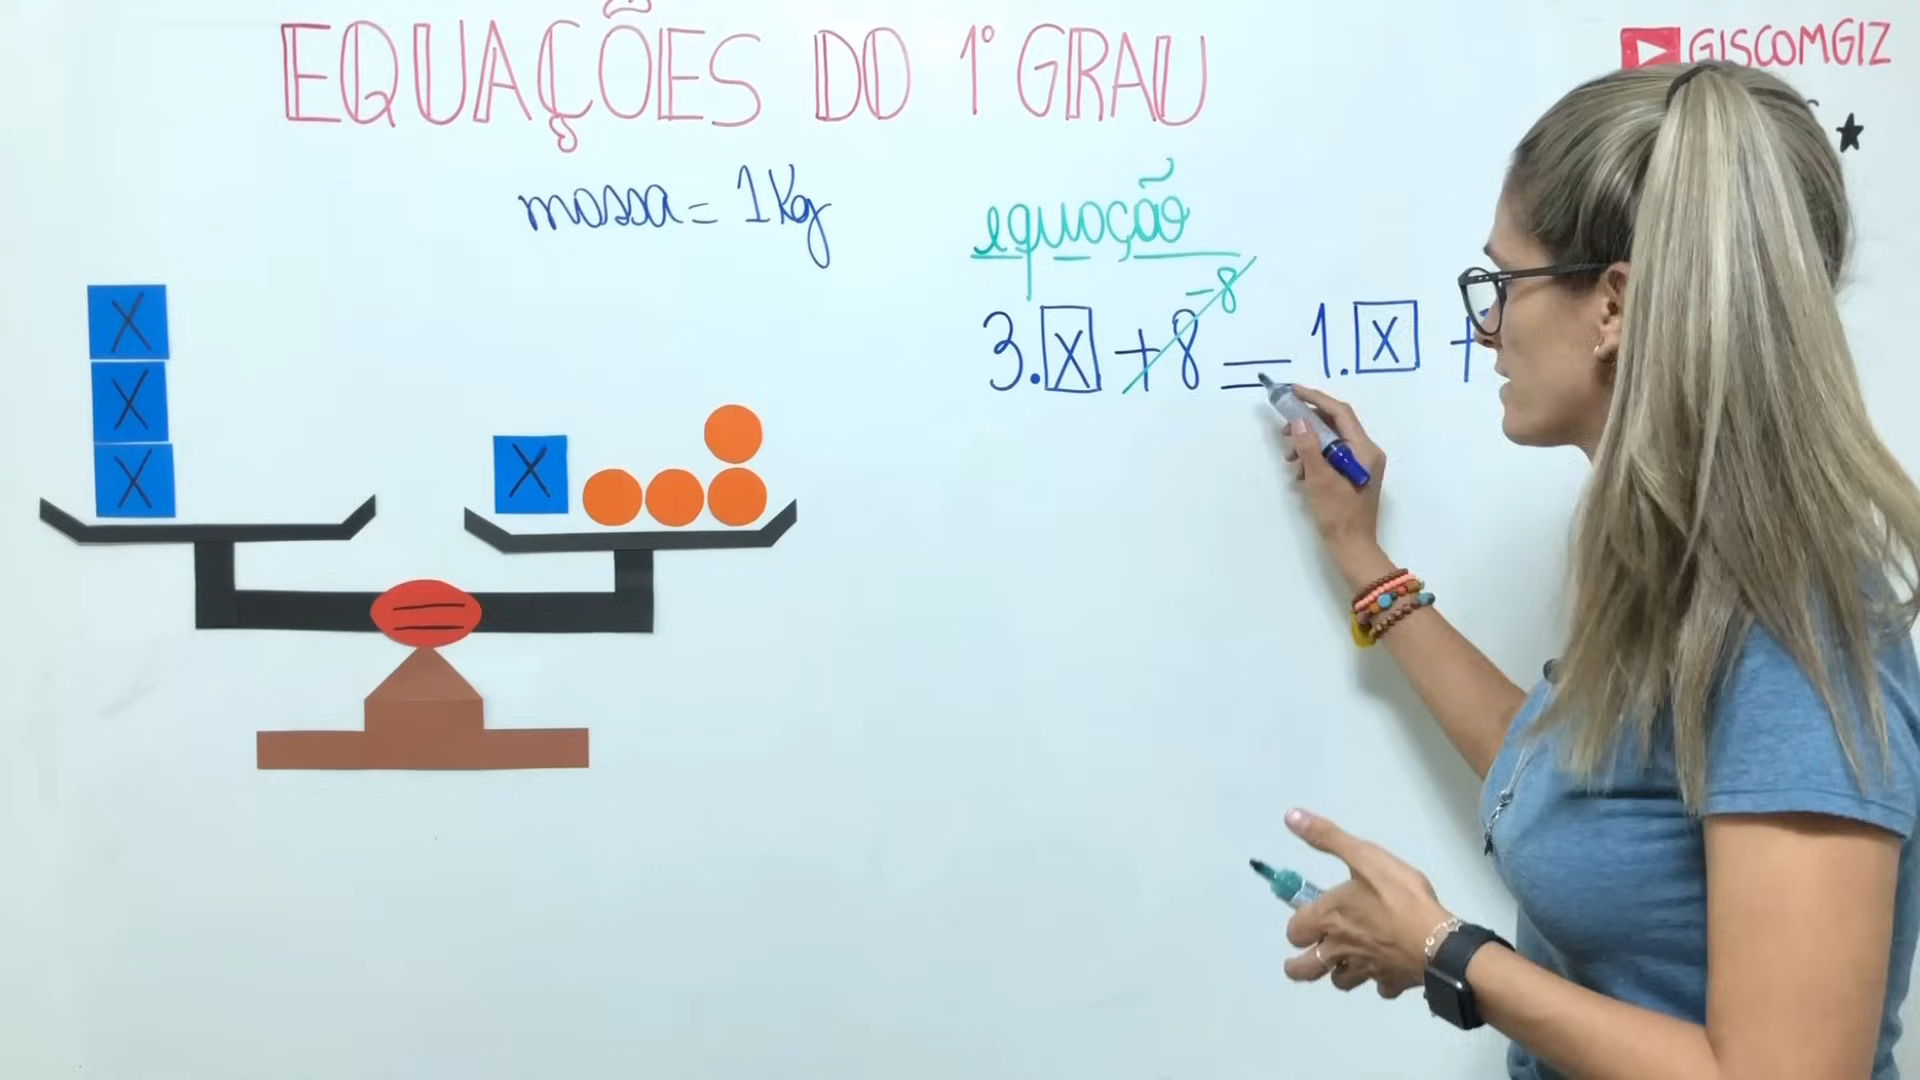 EQUAÇÕES DO 1º GRAU
GISCOMGIZ
massa = 1Kg
equação
-8
3. X + 8 = 1. X +
X
X
X
X
=